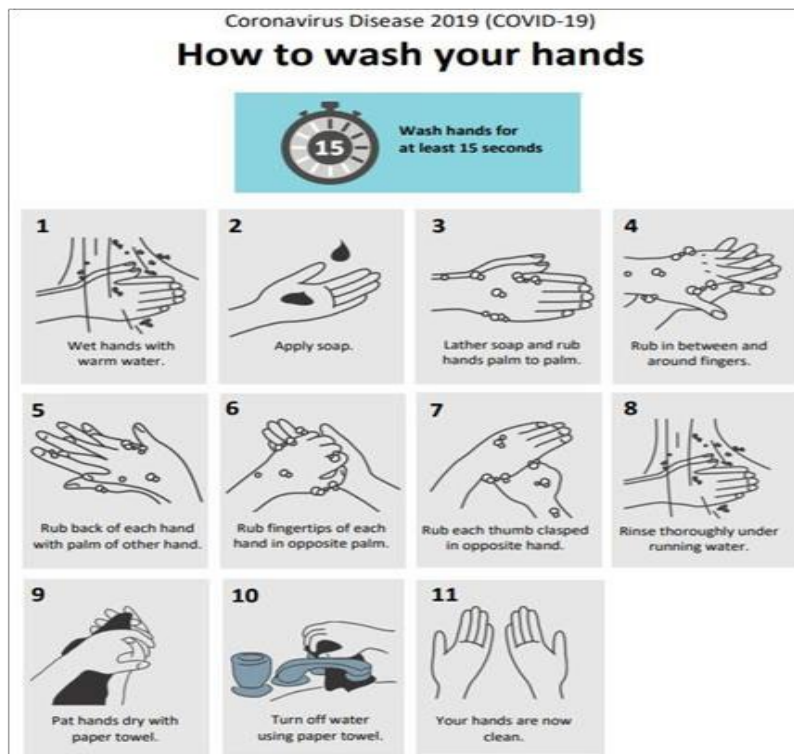 Coronavirus Disease 2019 (COVID-19)
How to wash your hands
15
Wash hands for
at least 15 seconds
1
Wet hands with
warm water.
2
Apply soap.
3
Lather soap and rub
hands palm to palm.
4
Rub in between and
around fingers.
5
Rub back of each hand
with palm of other hand.
6
Rub fingertips of each
hand in opposite palm.
7
Rub each thumb clasped
in opposite hand.
8
Rinse thoroughly under
running water.
9
Pat hands dry with
paper towel.
10
Turn off water
using paper towel.
11
Your hands are now
clean.